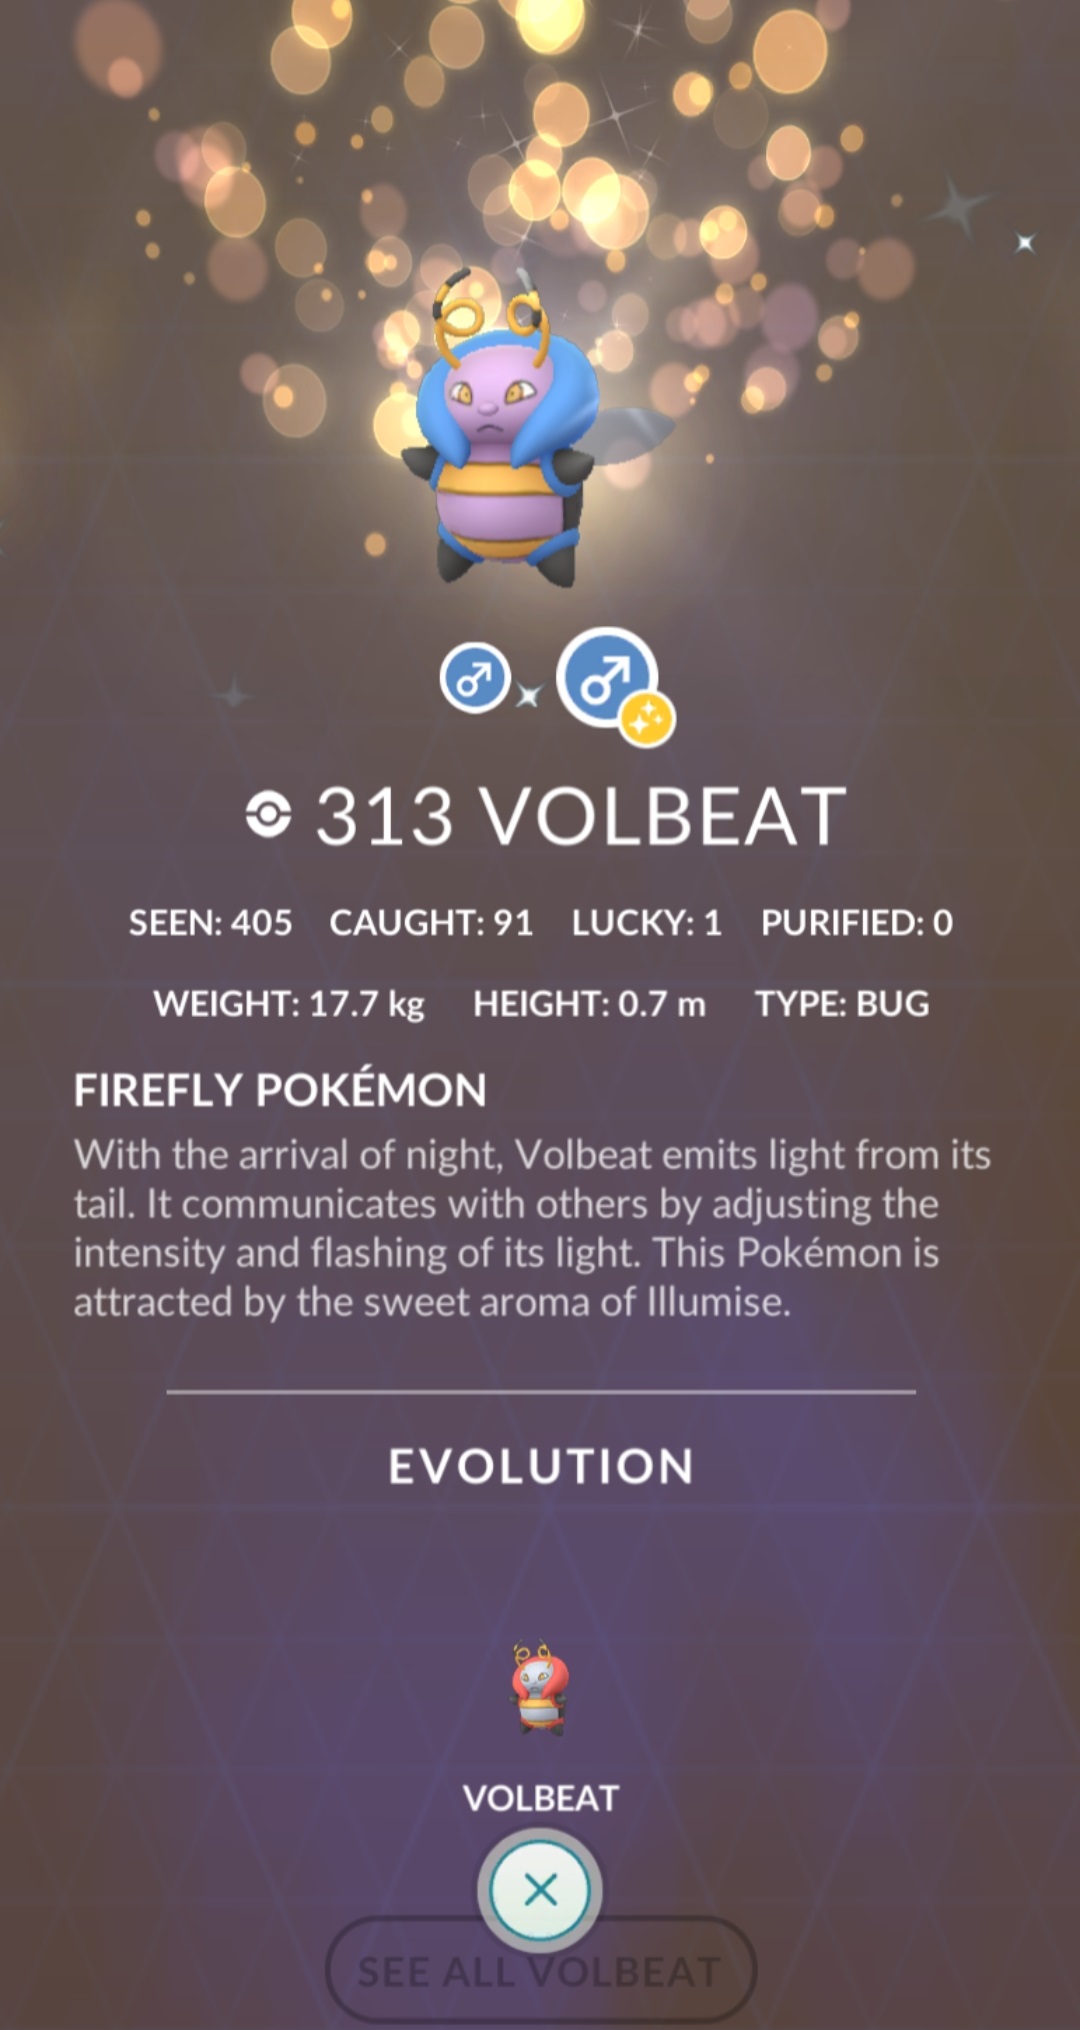 313 VOLBEAT
SEEN: 405 CAUGHT: 91 LUCKY: 1 PURIFIED: 0
WEIGHT: 17.7 kg HEIGHT: 0.7 m TYPE: BUG
FIREFLY POKÉMON
With the arrival of night, Volbeat emits light from its
tail. It communicates with others by adjusting the
intensity and flashing of its light. This Pokémon is
attracted by the sweet aroma of Illumise.
EVOLUTION
VOLBEAT
SEE ALL VOLBEAT